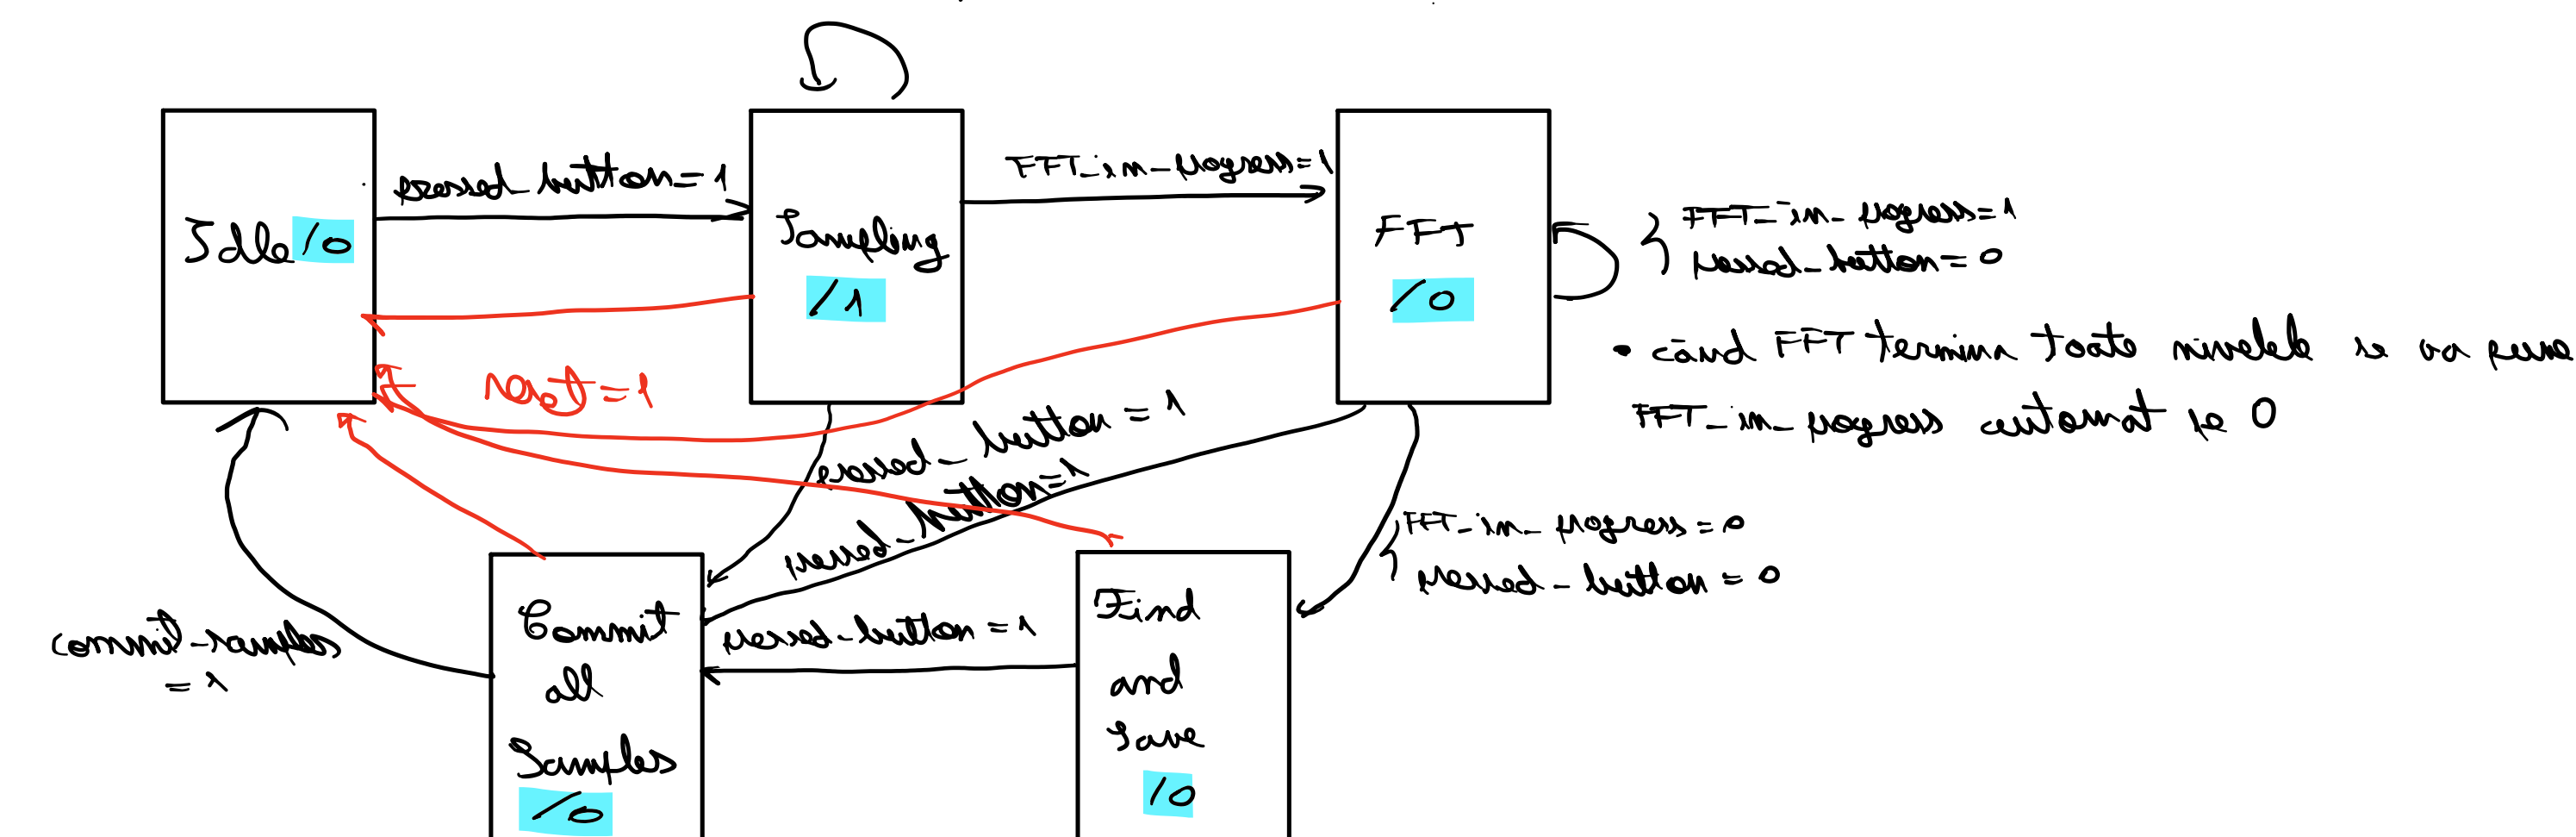 pressed_button=1
FFT_in_progress=1
Idle /0
Sampling
/1
FFT
/0
FFT_in_progress=1
pressed_button=0
• când FFT termina toate nivelele se va pune
FFT_in_progress automat pe 0
Reset=1
pressed_button = 1
pressed_button=1
FFT_in_progress = 0
pressed_button = 0
commit_samples
= 1
Commit
all
Samples
/0
pressed_button = 1
Find
and
Save
/0